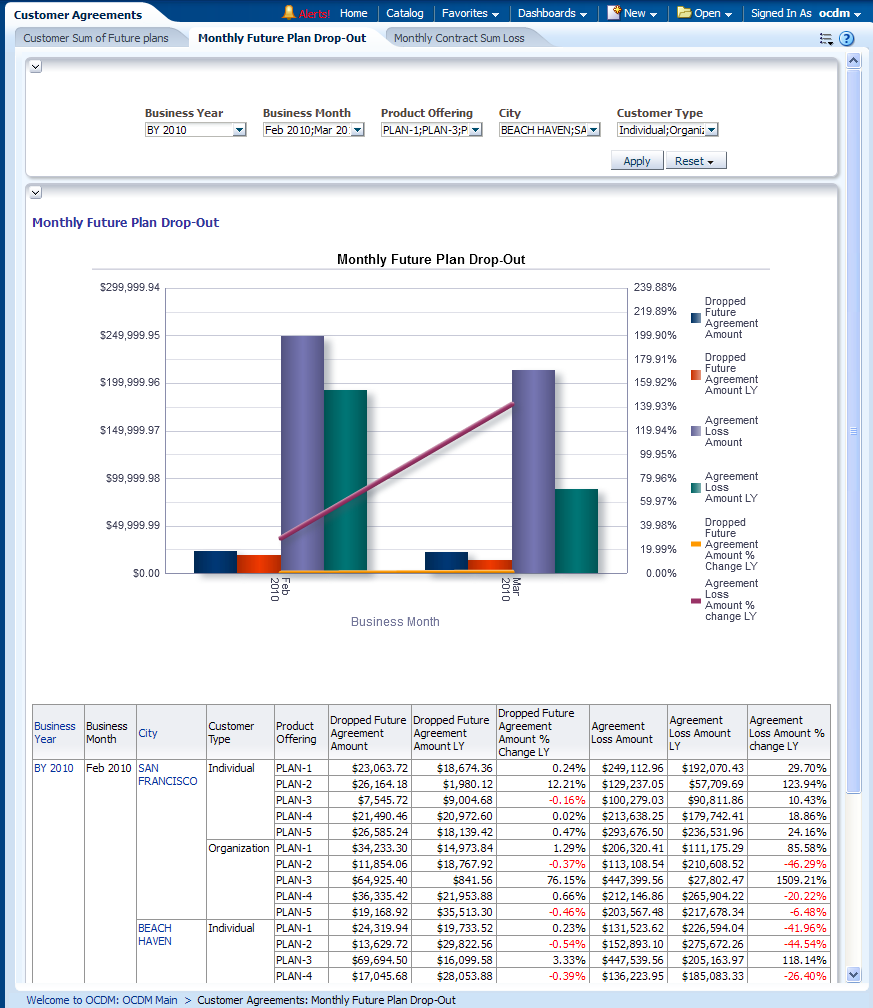 Customer Agreements
Alerts! Home Catalog Favorites Dashboards New Open Signed In As ocdm
Customer Sum of Future plans Monthly Future Plan Drop-Out Monthly Contract Sum Loss
Business Year Business Month Product Offering City Customer Type
BY 2010 Feb 2010;Mar 20 PLAN-1;PLAN-3;P BEACH HAVEN;SA Individual;Organiz
Apply Reset
Monthly Future Plan Drop-Out
Monthly Future Plan Drop-Out
$299,999.94
$249,999.95
$199,999.96
$149,999.97
$99,999.98
$49,999.99
$0.00
239.88%
219.89%
199.90%
179.91%
159.92%
139.93%
119.94%
99.95%
79.96%
59.97%
39.98%
19.99%
0.00%
Dropped
Future
Agreement
Amount
Dropped
Future
Agreement
Amount LY
Agreement
Loss
Amount
Agreement
Loss
Amount LY
Dropped
Future
Agreement
Amount %
Change LY
Agreement
Loss
Amount %
change LY
Feb
2010
Mar
2010
Business Month
Business Year Business Month City Customer Type Product Offering Dropped Future Agreement Amount Dropped Future Agreement Amount LY Dropped Future Agreement Amount % Change LY Agreement Loss Amount Agreement Loss Amount LY Agreement Loss Amount % change LY
BY 2010 Feb 2010 SAN FRANCISCO Individual PLAN-1 $23,063.72 $18,674.36 0.24% $249,112.96 $192,070.43 29.70%
PLAN-2 $26,164.18 $1,980.12 12.21% $129,237.05 $57,709.69 123.94%
PLAN-3 $7,545.72 $9,004.68 -0.16% $100,279.03 $90,811.86 10.43%
PLAN-4 $21,490.46 $20,972.60 0.02% $213,638.25 $179,742.41 18.86%
PLAN-5 $26,585.24 $18,139.42 0.47% $293,676.50 $236,531.96 24.16%
Organization PLAN-1 $34,233.30 $14,973.84 1.29% $206,320.41 $111,175.29 85.58%
PLAN-2 $11,854.06 $18,767.92 -0.37% $113,108.54 $210,608.52 -46.29%
PLAN-3 $64,925.40 $841.56 76.15% $447,399.56 $27,802.47 1509.21%
PLAN-4 $36,335.42 $21,953.88 0.66% $212,146.86 $265,904.22 -20.22%
PLAN-5 $19,168.92 $35,513.30 -0.46% $203,567.48 $217,678.34 -6.48%
BEACH HAVEN Individual PLAN-1 $24,319.94 $19,733.52 0.23% $131,523.62 $226,594.04 -41.96%
PLAN-2 $13,629.72 $29,822.56 -0.54% $152,893.10 $275,672.26 -44.54%
PLAN-3 $69,694.50 $16,099.58 3.33% $447,539.56 $205,163.97 118.14%
PLAN-4 $17,045.68 $28,053.88 -0.39% $136,223.95 $185,083.33 -26.40%
Welcome to OCDM: OCDM Main > Customer Agreements: Monthly Future Plan Drop-Out